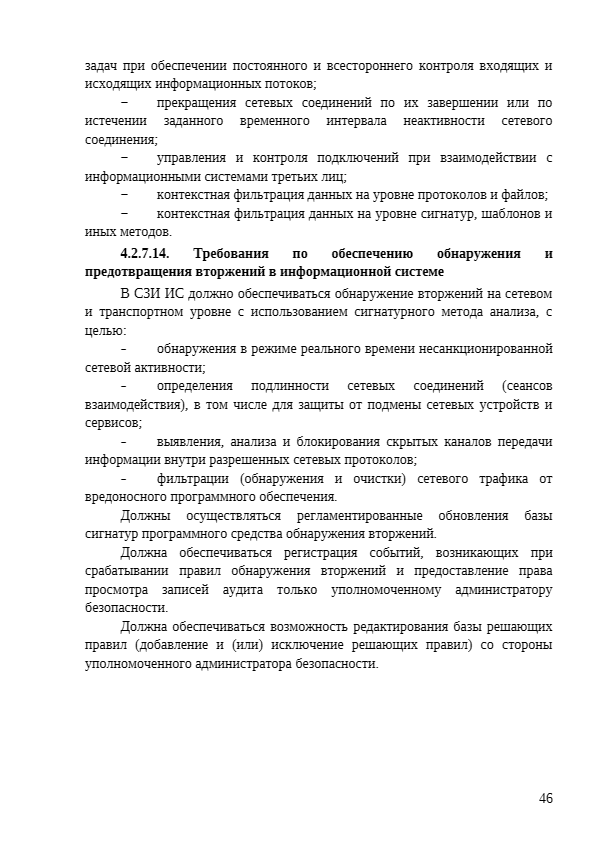 задач при обеспечении постоянного и всестороннего контроля входящих и
исходящих информационных потоков;
− прекращения сетевых соединений по их завершении или по
истечении заданного временного интервала неактивности сетевого
соединения;
− управления и контроля подключений при взаимодействии с
информационными системами третьих лиц;
− контекстная фильтрация данных на уровне протоколов и файлов;
− контекстная фильтрация данных на уровне сигнатур, шаблонов и
иных методов.
4.2.7.14. Требования по обеспечению обнаружения и
предотвращения вторжений в информационной системе
В СЗИ ИС должно обеспечиваться обнаружение вторжений на сетевом
и транспортном уровне с использованием сигнатурного метода анализа, с
целью:
- обнаружения в режиме реального времени несанкционированной
сетевой активности;
- определения подлинности сетевых соединений (сеансов
взаимодействия), в том числе для защиты от подмены сетевых устройств и
сервисов;
- выявления, анализа и блокирования скрытых каналов передачи
информации внутри разрешенных сетевых протоколов;
- фильтрации (обнаружения и очистки) сетевого трафика от
вредоносного программного обеспечения.
Должны осуществляться регламентированные обновления базы
сигнатур программного средства обнаружения вторжений.
Должна обеспечиваться регистрация событий, возникающих при
срабатывании правил обнаружения вторжений и предоставление права
просмотра записей аудита только уполномоченному администратору
безопасности.
Должна обеспечиваться возможность редактирования базы решающих
правил (добавление и (или) исключение решающих правил) со стороны
уполномоченного администратора безопасности.
46